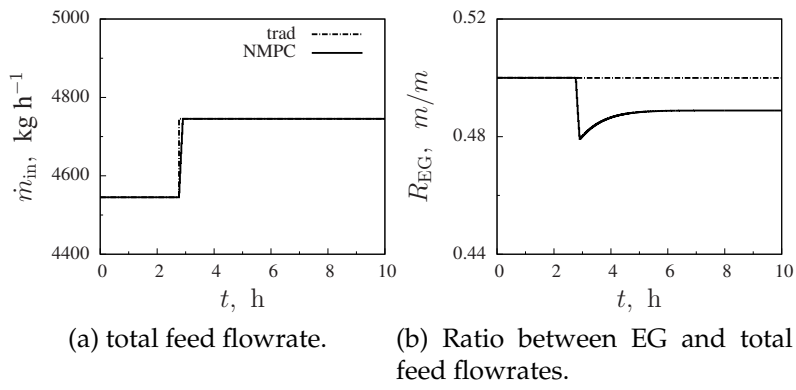 5000
4800
4600
4400
ṁin, kg h−1
trad
NMPC
0 2 4 6 8 10
t, h
(a) total feed flowrate.
0.52
0.48
0.44
REG, m/m
0 2 4 6 8 10
t, h
(b) Ratio between EG and total
feed flowrates.